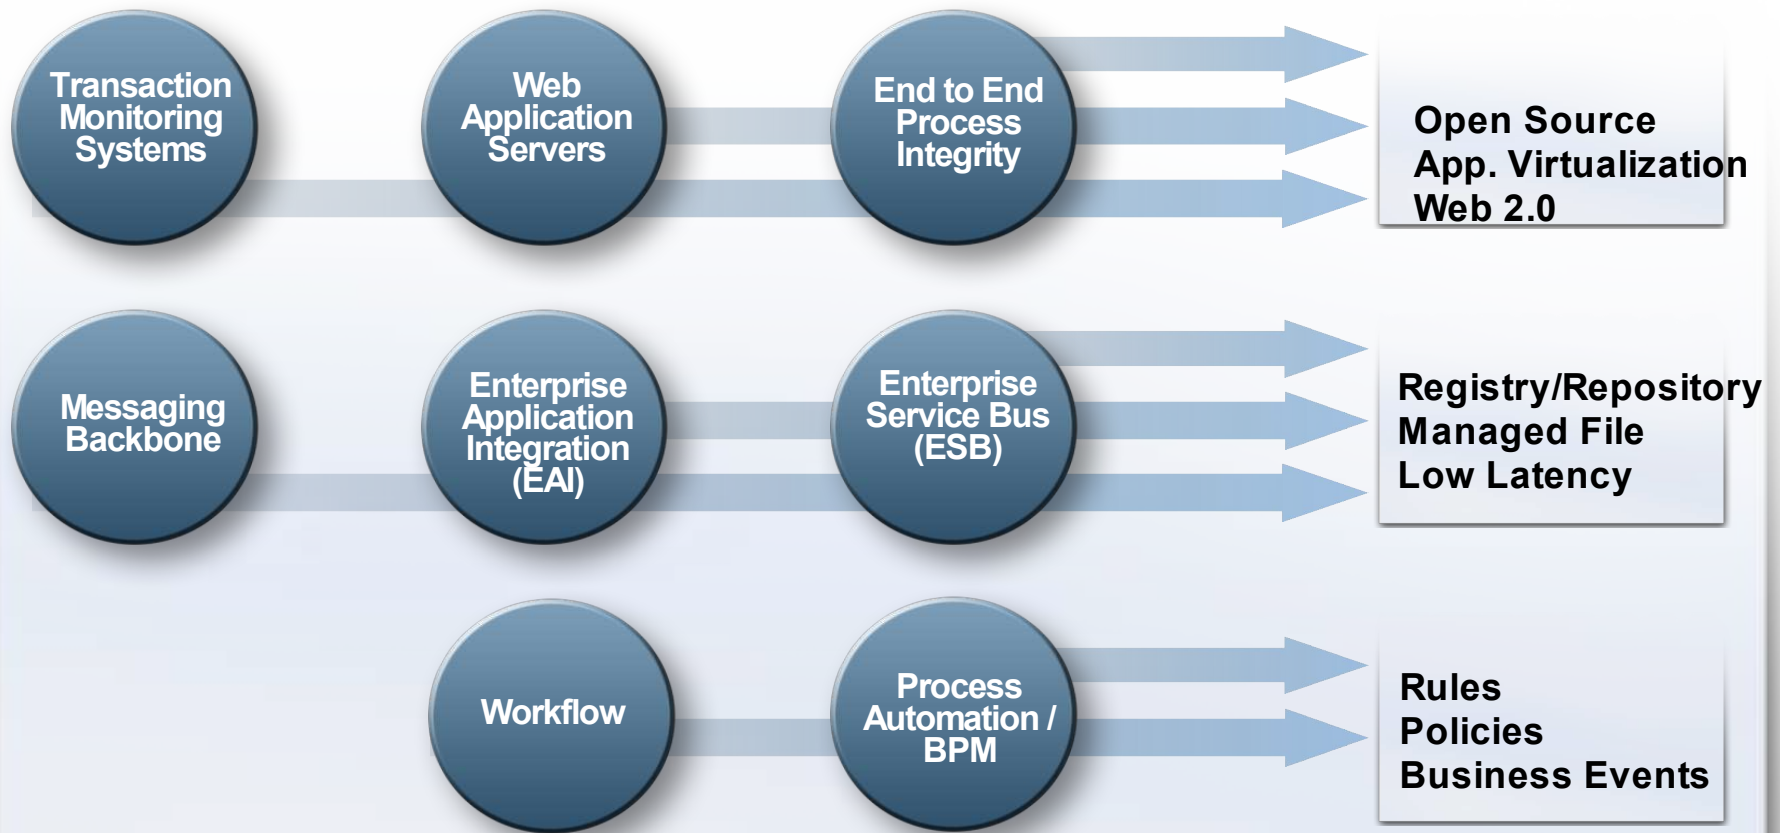 Transaction
Monitoring
Systems
Web
Application
Servers
End to End
Process
Integrity
Open Source
App. Virtualization
Web 2.0
Messaging
Backbone
Enterprise
Application
Integration
(EAI)
Enterprise
Service Bus
(ESB)
Registry/Repository
Managed File
Low Latency
Workflow
Process
Automation /
BPM
Rules
Policies
Business Events